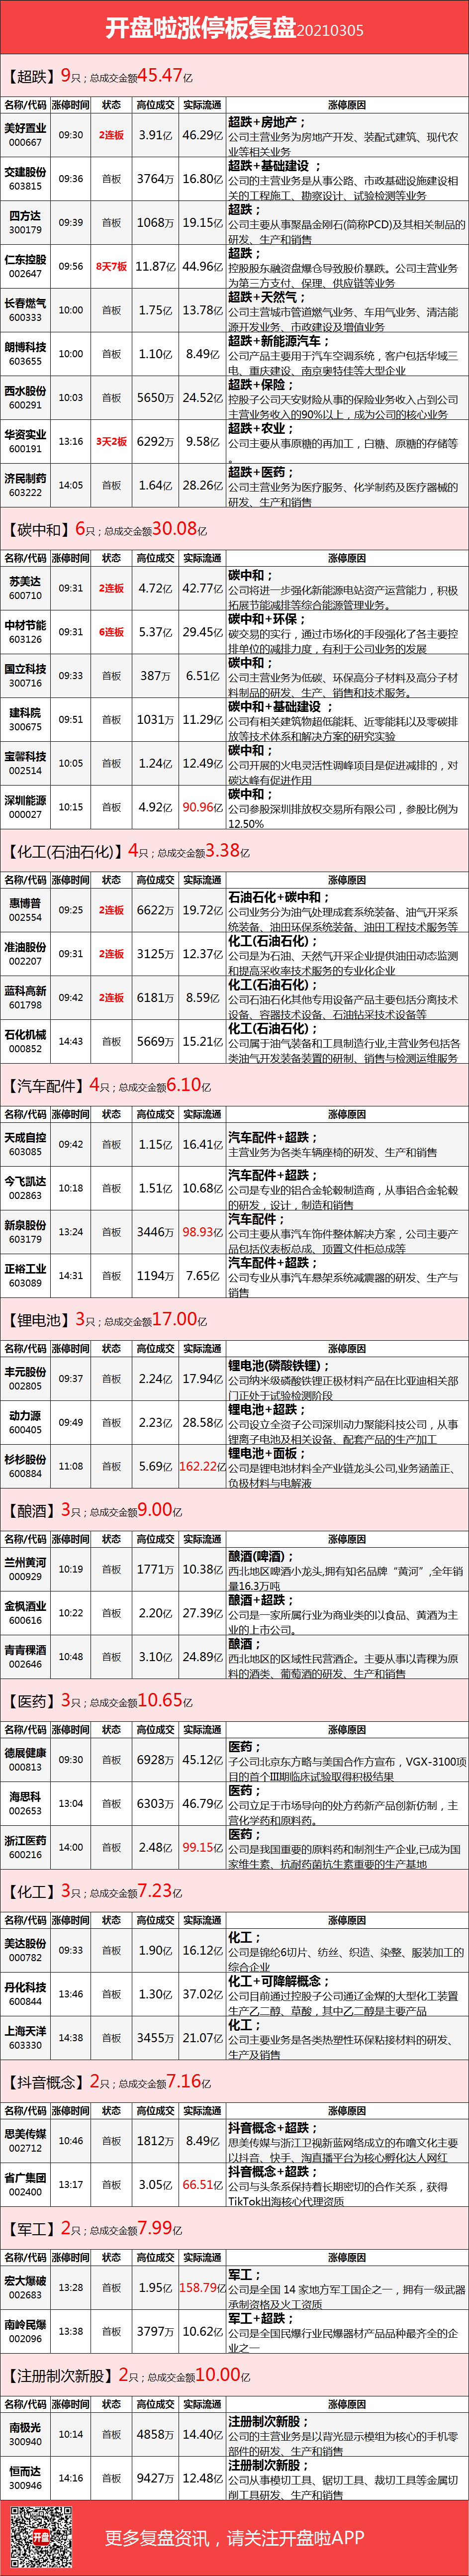 开盘啦涨停板复盘20210305
【超跌】9只；总成交金额45.47亿
名称/代码 涨停时间 状态 高位成交 实际流通 涨停原因
美好置业 000667 09:30 2连板 3.91亿 46.29亿 超跌+房地产；
公司主营业务为房地产开发、装配式建筑、现代农
业等相关业务
交建股份 603815 09:36 首板 3764万 16.80亿 超跌+基础建设 ；
公司的主营业务是从事公路、市政基础设施建设相
关的工程施工、勘察设计、试验检测等业务
四方达 300179 09:39 首板 1068万 19.15亿 超跌；
公司主要从事聚晶金刚石(简称PCD)及其相关制品的
研发、生产和销售
仁东控股 002647 09:56 8天7板 11.87亿 44.96亿 超跌；
控股股东融资盘爆仓导致股价暴跌。公司主营业务
为第三方支付、保理、供应链等业务
长春燃气 600333 10:00 首板 1.75亿 13.78亿 超跌+天然气；
公司主营城市管道燃气业务、车用气业务、清洁能
源开发业务、市政建设及增值业务
朗博科技 603655 10:00 首板 1.10亿 8.49亿 超跌+新能源汽车；
公司产品主要用于汽车空调系统，客户包括华域三
电、重庆建设、南京奥特佳等大型企业
西水股份 600291 10:03 首板 5650万 24.52亿 超跌+保险；
控股子公司天安财险从事的保险业务收入占到公司
主营业务收入的90%以上，成为公司的核心业务
华资实业 600191 13:16 3天2板 6292万 9.58亿 超跌+农业；
公司主要从事原糖的再加工，白糖、原糖的存储等
。
济民制药 603222 14:05 首板 1.64亿 28.26亿 超跌+医药；
公司主营业务为医疗服务、化学制药及医疗器械的
研发、生产和销售
【碳中和】6只；总成交金额30.08亿
名称/代码 涨停时间 状态 高位成交 实际流通 涨停原因
苏美达 600710 09:31 2连板 4.72亿 42.77亿 碳中和；
公司将进一步强化新能源电站资产运营能力，积极
拓展节能减排等综合能源管理业务。
中材节能 603126 09:31 6连板 5.37亿 29.45亿 碳中和+环保；
碳交易的实行，通过市场化的手段强化了各主要控
排单位的减排力度，有利于公司业务的发展
国立科技 300716 09:33 首板 387万 6.51亿 碳中和；
公司主营业务为低碳、环保高分子材料及高分子材
料制品的研发、生产、销售和技术服务。
建科院 300675 09:51 首板 1031万 11.29亿 碳中和+基础建设 ；
公司有相关建筑物超低能耗、近零能耗以及零碳排
放等技术体系和解决方案的研究实验
宝馨科技 002514 10:05 首板 1.24亿 12.49亿 碳中和；
公司开展的火电灵活性调峰项目是促进减排的，对
碳达峰有促进作用
深圳能源 000027 10:15 首板 4.92亿 90.96亿 碳中和；
公司参股深圳排放权交易所有限公司，参股比例为
12.50%
【化工(石油石化)】4只；总成交金额3.38亿
名称/代码 涨停时间 状态 高位成交 实际流通 涨停原因
惠博普 002554 09:25 2连板 6622万 19.72亿 石油石化+碳中和；
公司业务分为油气处理成套系统装备、油气开采系
统装备、油田环保系统装备、油田工程技术服务等
准油股份 002207 09:31 2连板 3125万 12.37亿 化工(石油石化)；
公司是为石油、天然气开采企业提供油田动态监测
和提高采收率技术服务的专业化企业
蓝科高新 601798 09:42 2连板 6181万 8.59亿 化工(石油石化)；
公司石油石化其他专用设备产品主要包括分离技术
设备、容器技术设备、石油钻采技术设备等
石化机械 000852 14:43 首板 5669万 15.21亿 化工(石油石化)；
公司属于油气装备和工具制造行业,主营业务包括各
类油气开发装备装置的研制、销售与检测运维服务
【汽车配件】4只；总成交金额6.10亿
名称/代码 涨停时间 状态 高位成交 实际流通 涨停原因
天成自控 603085 09:42 首板 1.15亿 16.41亿 汽车配件+超跌；
主营业务为各类车辆座椅的研发、生产和销售
今飞凯达 002863 10:18 首板 1.51亿 10.68亿 汽车配件+超跌；
公司是专业的铝合金轮毂制造商，从事铝合金轮毂
的研发，设计，制造和销售
新泉股份 603179 13:24 首板 3446万 98.93亿 汽车配件；
公司主要从事汽车饰件整体解决方案，公司主要产
品包括仪表板总成、顶置文件柜总成等
正裕工业 603089 14:31 首板 1194万 7.65亿 汽车配件+超跌；
公司专业从事汽车悬架系统减震器的研发、生产与
销售
【锂电池】3只；总成交金额17.00亿
名称/代码 涨停时间 状态 高位成交 实际流通 涨停原因
丰元股份 002805 09:37 首板 2.24亿 17.94亿 锂电池(磷酸铁锂)；
公司纳米级磷酸铁锂正极材料产品在比亚迪相关部
门正处于试验检测阶段
动力源 600405 09:49 首板 2.23亿 28.58亿 锂电池+超跌；
公司设立全资子公司深圳动力聚能科技公司，从事
锂离子电池及相关设备、配套产品的生产加工
杉杉股份 600884 11:08 首板 5.69亿 162.22亿 锂电池+面板；
公司是锂电池材料全产业链龙头公司,业务涵盖正、
负极材料与电解液
【酿酒】3只；总成交金额9.00亿
名称/代码 涨停时间 状态 高位成交 实际流通 涨停原因
兰州黄河 000929 10:19 首板 1771万 10.38亿 酿酒(啤酒)；
西北地区啤酒小龙头,拥有知名品牌“黄河”,全年销
量16.3万吨
金枫酒业 600616 10:22 首板 2.20亿 27.39亿 酿酒+超跌；
公司是一家所属行业为商业类的以食品、黄酒为主
业的上市公司。
青青稞酒 002646 10:48 首板 3.10亿 24.89亿 酿酒；
西北地区的区域性民营酒企。主要从事以青稞为原
料的酒类、葡萄酒的研发、生产和销售
【医药】3只；总成交金额10.65亿
名称/代码 涨停时间 状态 高位成交 实际流通 涨停原因
德展健康 000813 09:30 首板 6928万 45.12亿 医药；
子公司北京东方略与美国合作方宣布，VGX-3100项
目的首个Ⅲ期临床试验取得积极结果
海思科 002653 13:04 首板 6303万 46.79亿 医药；
公司立足于市场导向的处方药新产品创新仿制，主
营化学药和原料药。
浙江医药 600216 14:00 首板 2.48亿 99.15亿 医药；
公司是我国重要的原料药和制剂生产企业,已成为国
家维生素、抗耐药菌抗生素重要的生产基地
【化工】3只；总成交金额7.23亿
名称/代码 涨停时间 状态 高位成交 实际流通 涨停原因
美达股份 000782 09:33 首板 1.90亿 16.12亿 化工；
公司是锦纶6切片、纺丝、织造、染整、服装加工的
综合企业
丹化科技 600844 13:46 首板 1.30亿 37.02亿 化工+可降解概念；
公司目前通过控股子公司通辽金煤的大型化工装置
生产乙二醇、草酸，其中乙二醇是主要产品
上海天洋 603330 14:38 首板 3455万 21.07亿 化工；
公司主要业务是各类热塑性环保粘接材料的研发、
生产及销售
【抖音概念】2只；总成交金额7.16亿
名称/代码 涨停时间 状态 高位成交 实际流通 涨停原因
思美传媒 002712 10:46 首板 1812万 8.49亿 抖音概念+超跌；
思美传媒与浙江卫视新蓝网络成立的布噜文化主要
以抖音、快手、淘直播平台为核心孵化达人网红
省广集团 002400 13:17 首板 3.05亿 66.51亿 抖音概念+超跌；
公司与头条系保持着长期密切的合作关系，获得
TikTok出海核心代理资质
【军工】2只；总成交金额7.99亿
名称/代码 涨停时间 状态 高位成交 实际流通 涨停原因
宏大爆破 002683 13:28 首板 1.95亿 158.79亿 军工；
公司是全国 14 家地方军工国企之一，拥有一级武器
承制资格及火工资质
南岭民爆 002096 13:38 首板 3797万 10.62亿 军工+超跌；
公司是全国民爆行业民爆器材产品品种最齐全的企
业之一
【注册制次新股】2只；总成交金额10.00亿
名称/代码 涨停时间 状态 高位成交 实际流通 涨停原因
南极光 300940 10:14 首板 4858万 14.40亿 注册制次新股；
公司的主营业务是以背光显示模组为核心的手机零
部件的研发、生产和销售
恒而达 300946 14:16 首板 9427万 12.48亿 注册制次新股；
公司从事模切工具、锯切工具、裁切工具等金属切
削工具研发、生产和销售
开盘
更多复盘资讯，请关注开盘啦APP